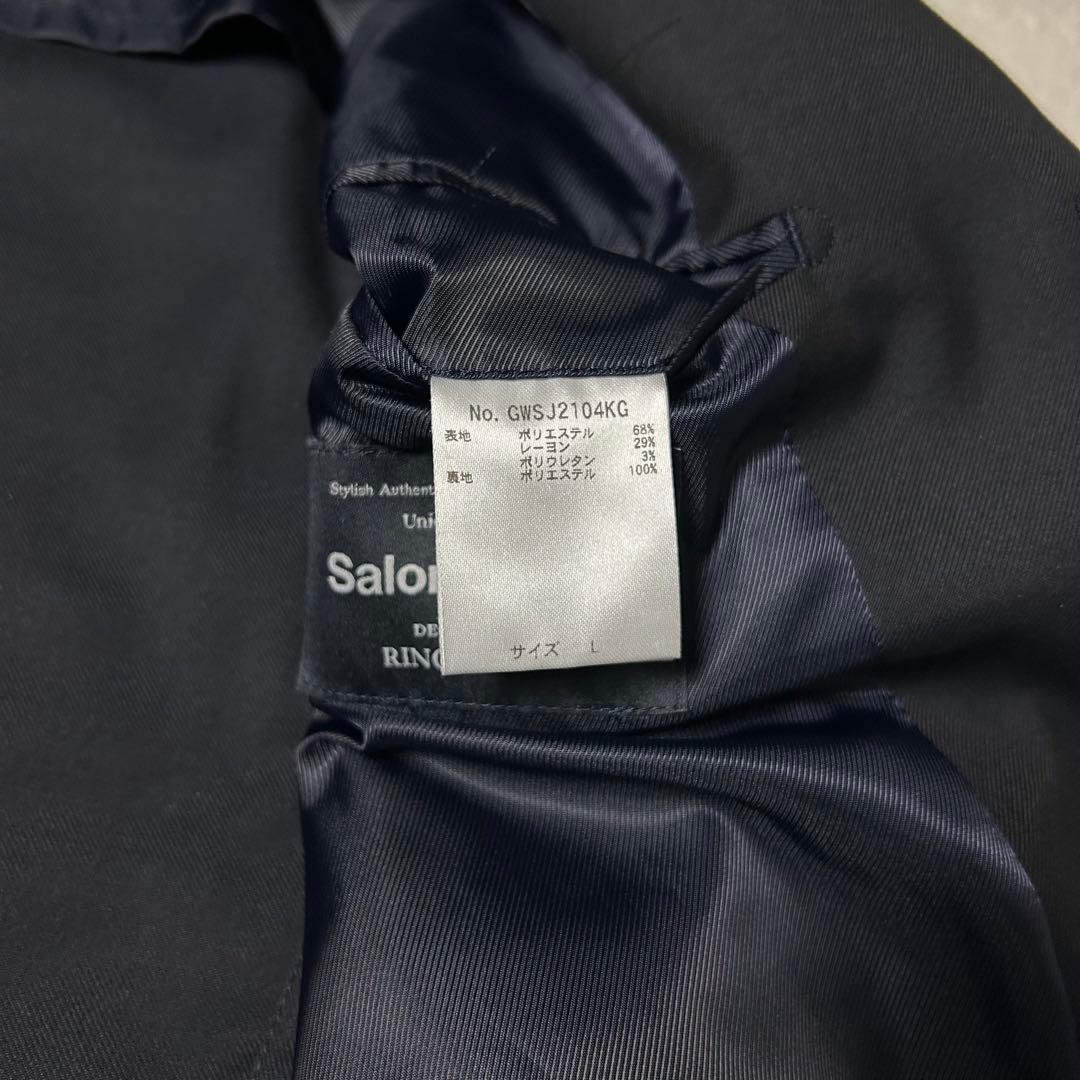 No. GWSJ2104KG
表地 ポリエステル 68%
レーヨン 29%
ポリウレタン 3%
裏地 ポリエステル 100%
サイズ L
Stylish Authent
Uni
Salon
DE
RING